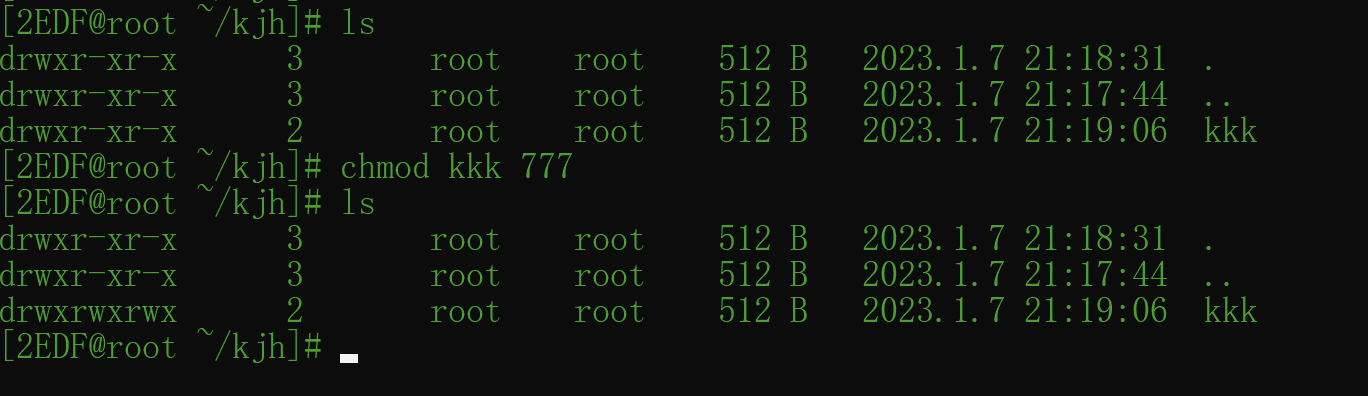 [2EDF@root ~/kjh]# ls
drwxr-xr-x 3 root root 512 B 2023.1.7 21:18:31 .
drwxr-xr-x 3 root root 512 B 2023.1.7 21:17:44 ..
drwxr-xr-x 2 root root 512 B 2023.1.7 21:19:06 kkk
[2EDF@root ~/kjh]# chmod kkk 777
[2EDF@root ~/kjh]# ls
drwxr-xr-x 3 root root 512 B 2023.1.7 21:18:31 .
drwxr-xr-x 3 root root 512 B 2023.1.7 21:17:44 ..
drwxrwxrwx 2 root root 512 B 2023.1.7 21:19:06 kkk
[2EDF@root ~/kjh]#